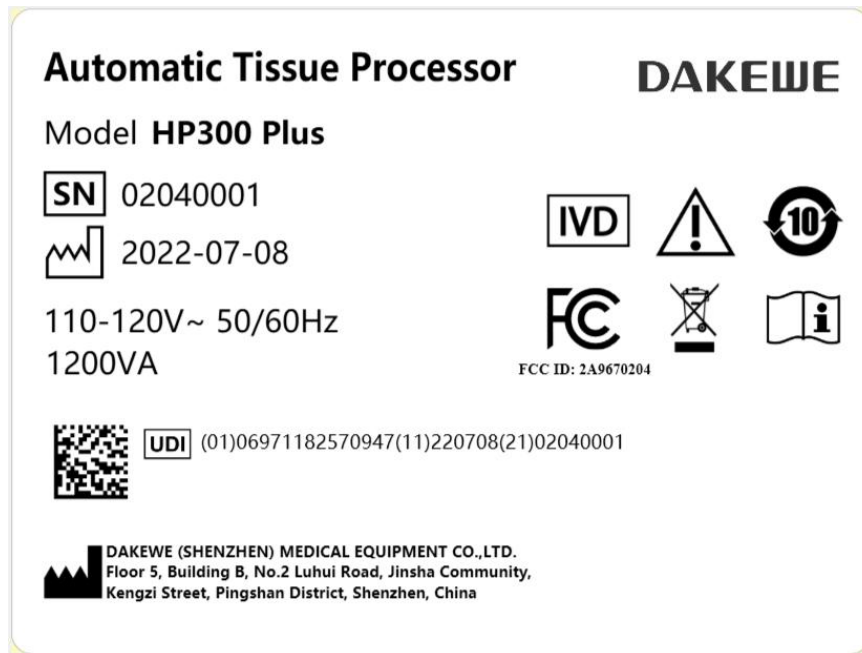 Automatic Tissue Processor
DAKEWE
Model HP300 Plus
SN 02040001
2022-07-08
110-120V~ 50/60Hz
1200VA
IVD
10
FC
FCC ID: 2A9670204
i
UDI (01)06971182570947(11)220708(21)02040001
DAKEWE (SHENZHEN) MEDICAL EQUIPMENT CO.,LTD.
Floor 5, Building B, No.2 Luhui Road, Jinsha Community,
Kengzi Street, Pingshan District, Shenzhen, China